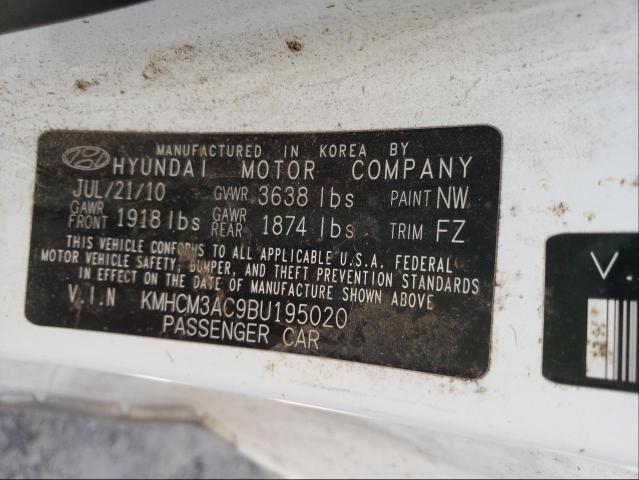 MANUFACTURED IN KOREA BY
HYUNDAI MOTOR COMPANY
JUL/21/10 GVWR 3638 lbs PAINT NW
GAWR FRONT 1918 lbs GAWR REAR 1874 lbs TRIM FZ
THIS VEHICLE CONFORMS TO ALL APPLICABLE U.S.A. FEDERAL
MOTOR VEHICLE SAFETY, BUMPER, AND THEFT PREVENTION STANDARDS
IN EFFECT ON THE DATE OF MANUFACTURE SHOWN ABOVE.
V.I.N KMHCM3AC9BU195020
PASSENGER CAR
V.